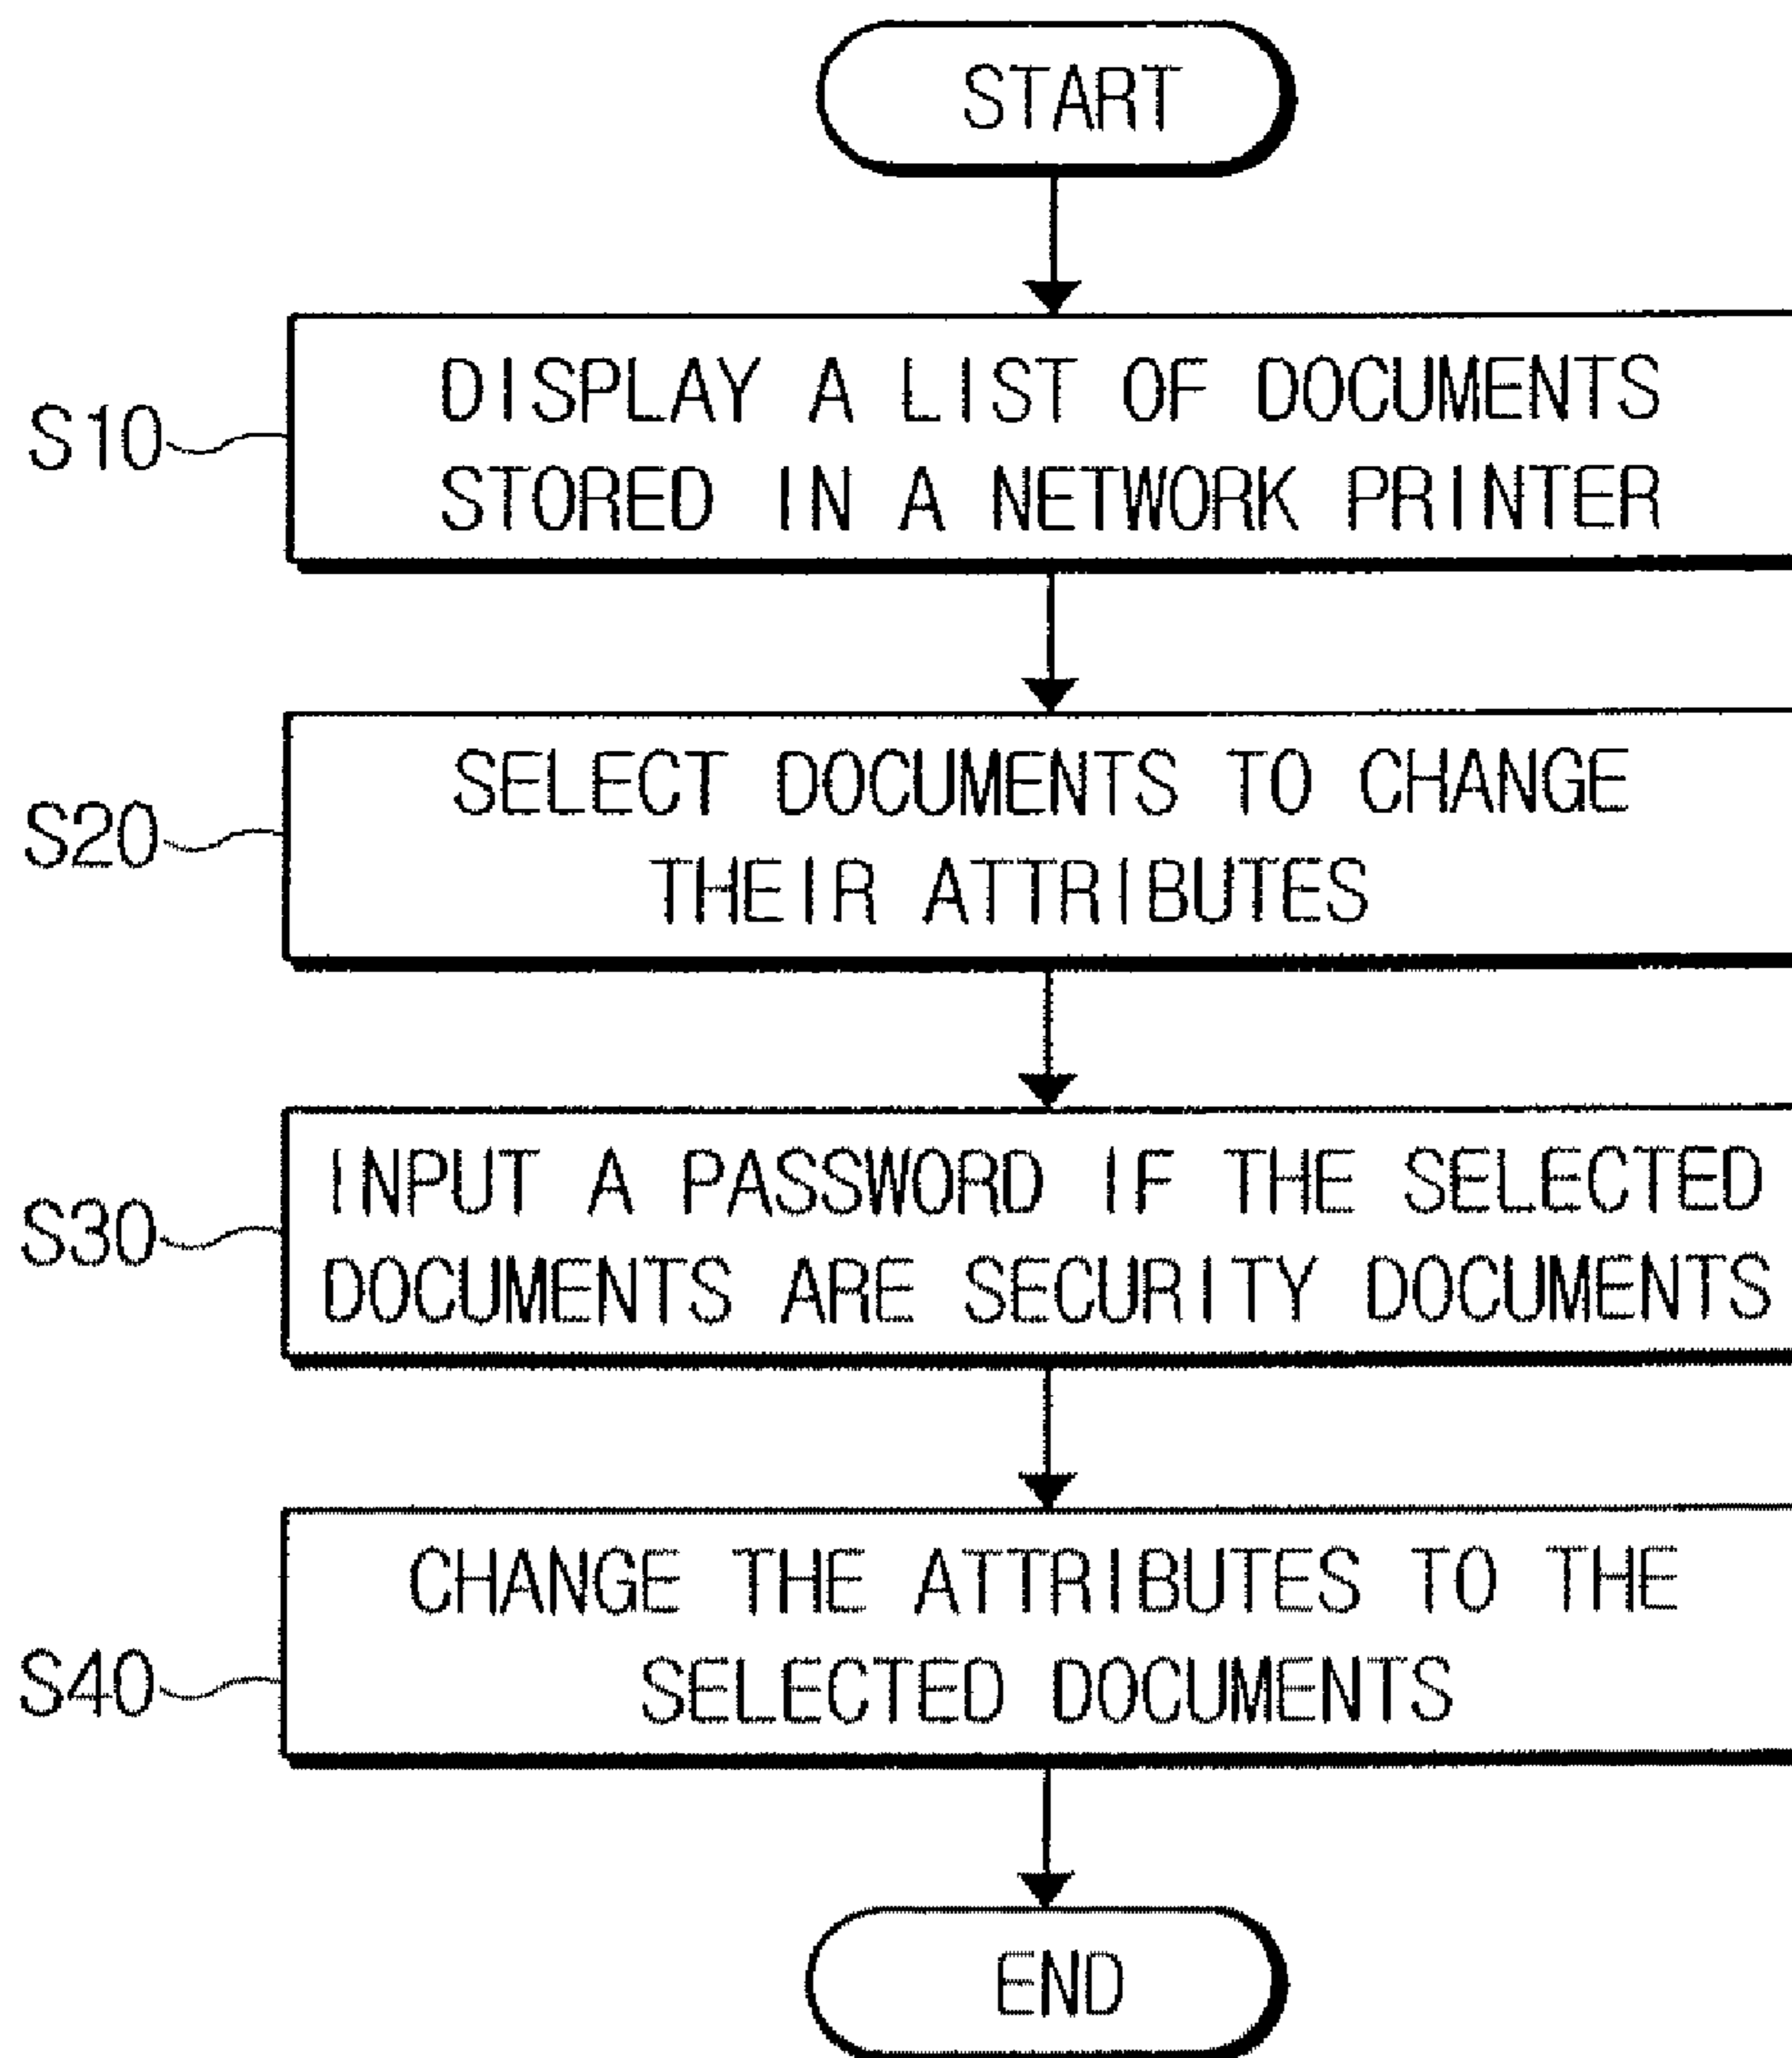 START
S10
DISPLAY A LIST OF DOCUMENTS
STORED IN A NETWORK PRINTER
S20
SELECT DOCUMENTS TO CHANGE
THEIR ATTRIBUTES
S30
INPUT A PASSWORD IF THE SELECTED
DOCUMENTS ARE SECURITY DOCUMENTS
S40
CHANGE THE ATTRIBUTES TO THE
SELECTED DOCUMENTS
END